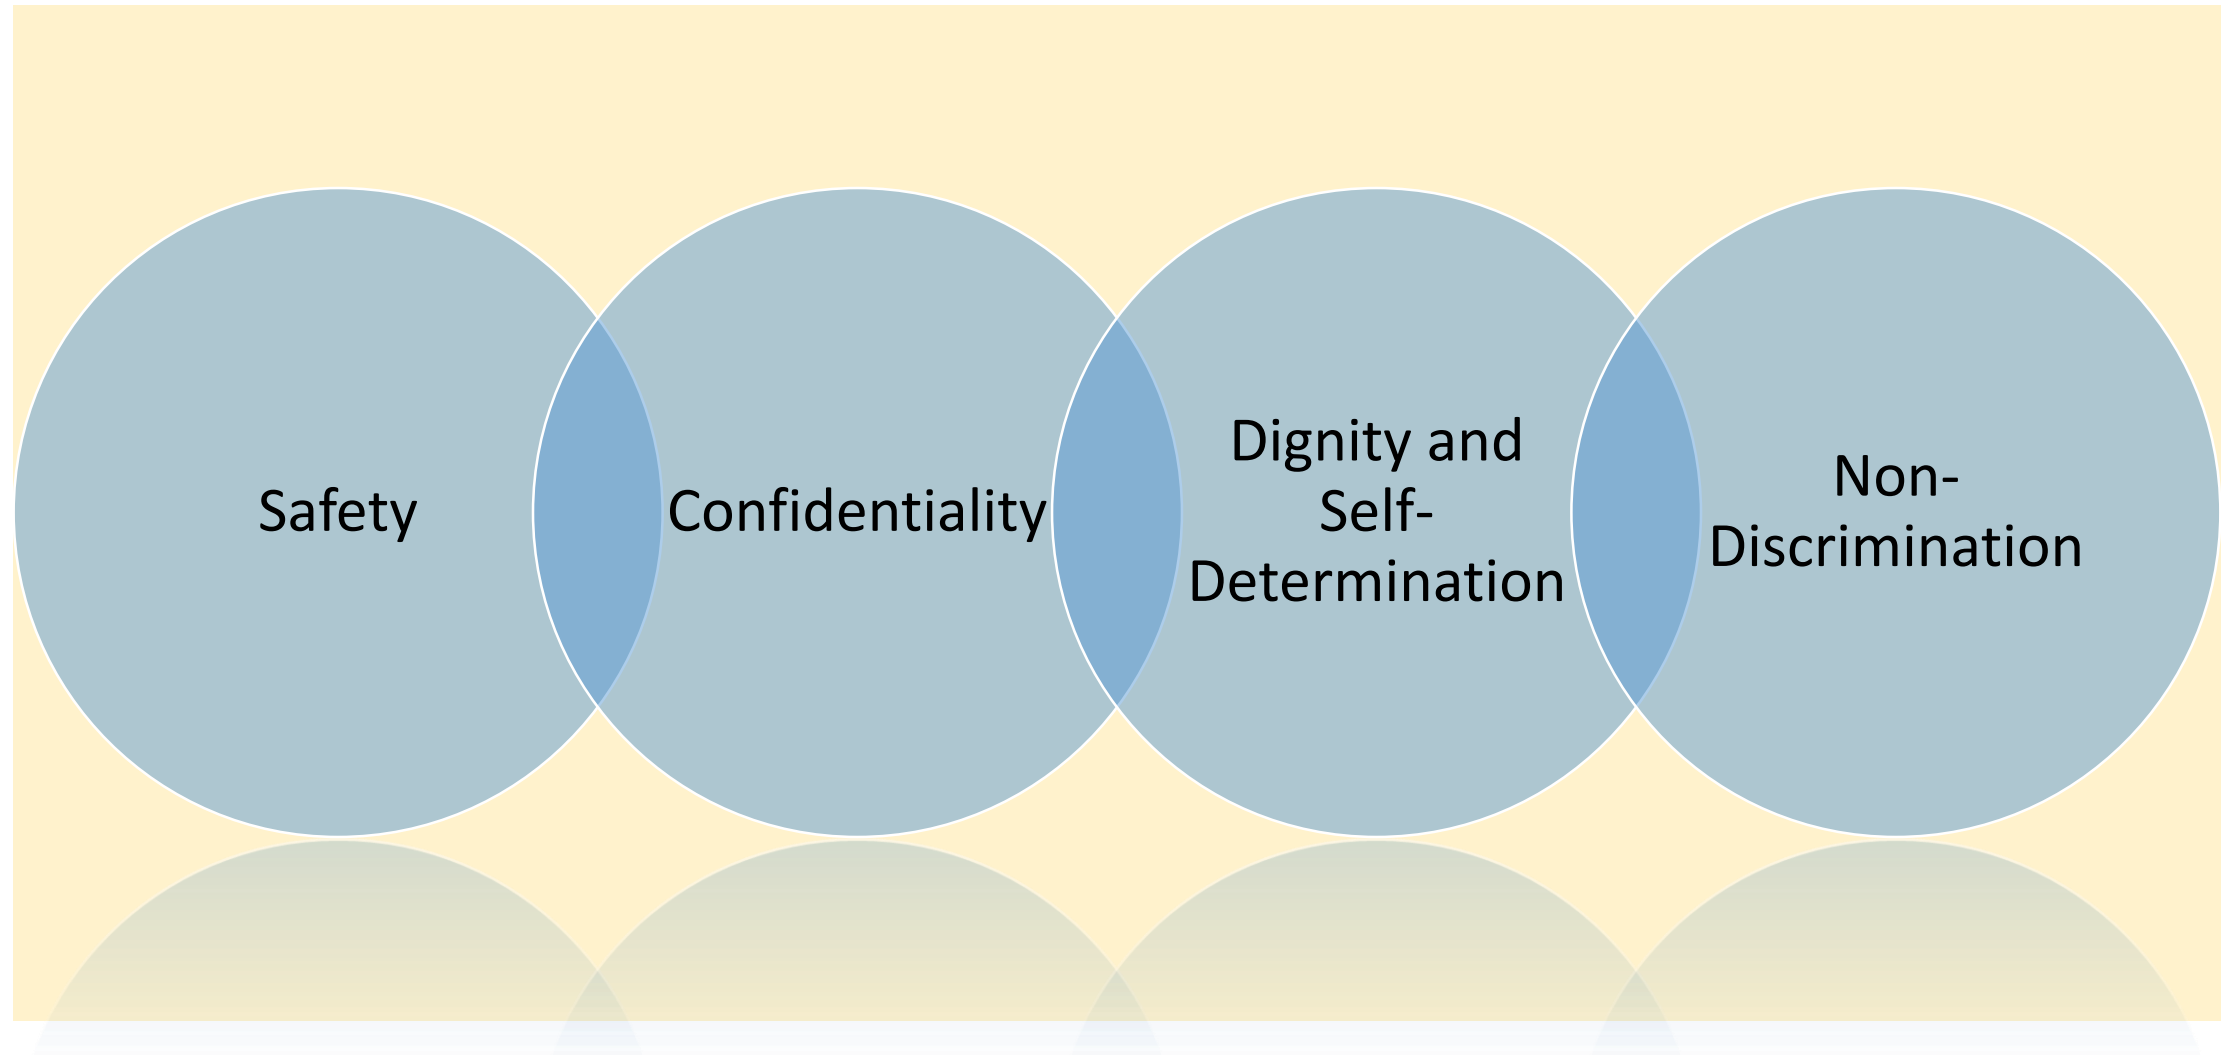 Safety
Confidentiality
Dignity and
Self-
Determination
Non-
Discrimination